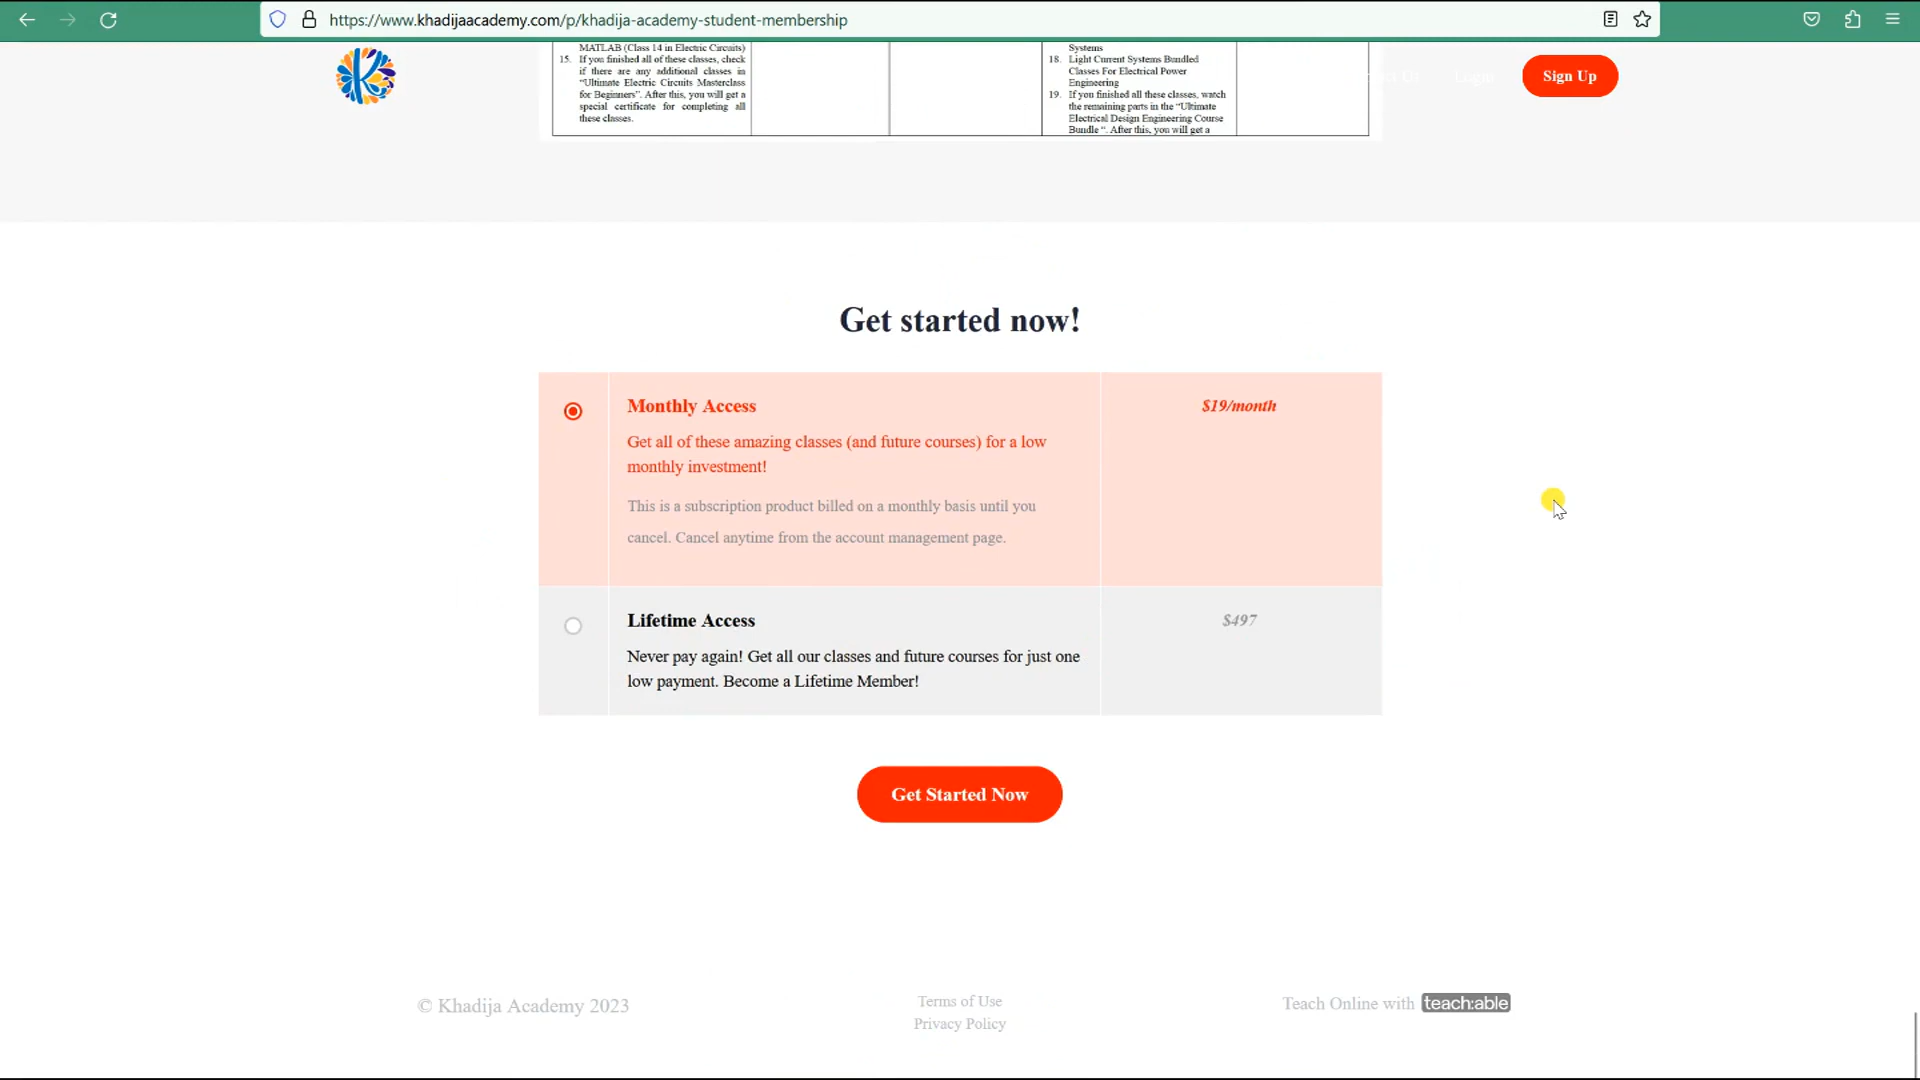 https://www.khadijaacademy.com/p/khadija-academy-student-membership
MATLAB (Class 14 in Electric Circuits)
15. If you finished all of these classes, check
if there are any additional classes in
"Ultimate Electric Circuits Masterclass
for Beginners". After this, you will get a
special certificate for completing all
these classes.
Systems
18. Light Current Systems Bundled
Classes For Electrical Power
Engineering
19. If you finished all these classes, watch
the remaining parts in the "Ultimate
Electrical Design Engineering Course
Bundle ". After this, you will get a
Login
Sign Up
Get started now!
Monthly Access
$19/month
Get all of these amazing classes (and future courses) for a low
monthly investment!
This is a subscription product billed on a monthly basis until you
cancel. Cancel anytime from the account management page.
Lifetime Access
$497
Never pay again! Get all our classes and future courses for just one
low payment. Become a Lifetime Member!
Get Started Now
© Khadija Academy 2023
Terms of Use
Privacy Policy
Teach Online with teach:able